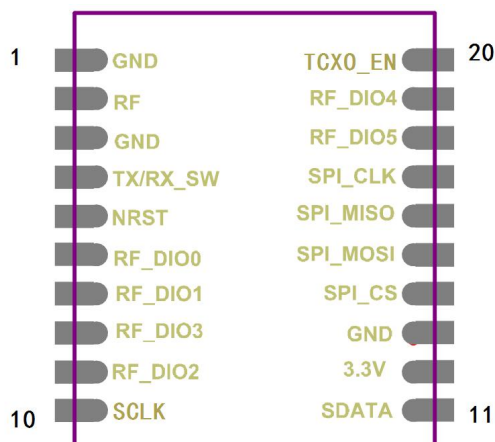 1 GND TCXO_EN 20
RF RF_DIO4
GND RF_DIO5
TX/RX_SW SPI_CLK
NRST SPI_MISO
RF_DIO0 SPI_MOSI
RF_DIO1 SPI_CS
RF_DIO3 GND
RF_DIO2 3.3V
10 SCLK SDATA 11